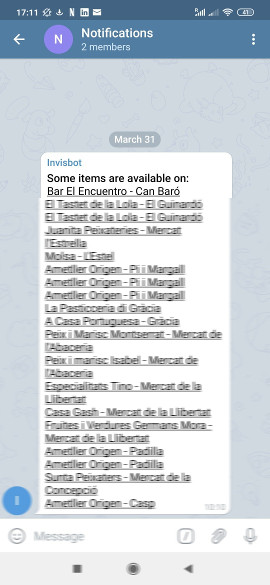 17:11
41
Notifications
2 members
March 31
Invisbot
Some items are available on:
Bar El Encuentro - Can Baró
El Tastet de la Lola - El Guinardó
El Tastet de la Lola - El Guinardó
Juanita Peixateries - Mercat
l'Estrella
Moïsa - L'Estel
Ametller Origen - Pi i Margall
Ametller Origen - Pi i Margall
Ametller Origen - Pi i Margall
La Pasticceria di Gràcia
A Casa Portuguesa - Gràcia
Peix i Marisc Montserrat - Mercat de
l'Abaceria
Peix i marisc Isabel - Mercat de
l'Abaceria
Especialitats Tino - Mercat de la
Llibertat
Casa Gash - Mercat de la Llibertat
Fruites i Verdures Germans Mora -
Mercat de la Llibertat
Ametller Origen - Padilla
Ametller Origen - Padilla
Sunta Peixaters - Mercat de la
Concepció
Ametller Origen - Casp
10:10
Message